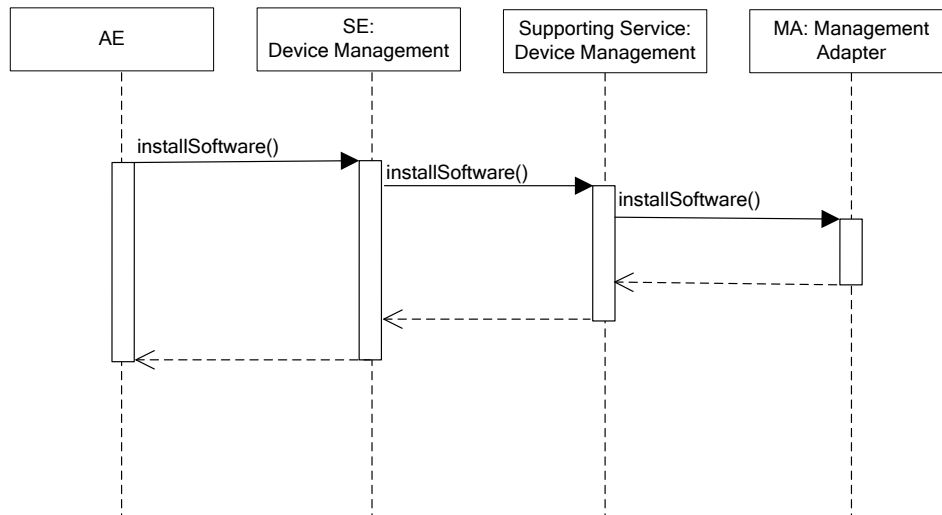 AE
SE:
Device Management
Supporting Service:
Device Management
MA: Management
Adapter
installSoftware()
installSoftware()
installSoftware()